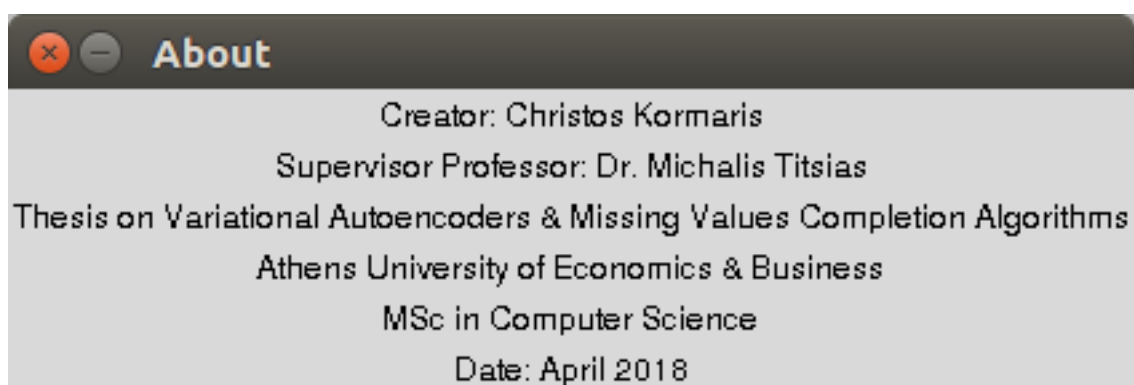 About
Creator: Christos Kormaris
Supervisor Professor: Dr. Michalis Titsias
Thesis on Variational Autoencoders & Missing Values Completion Algorithms
Athens University of Economics & Business
MSc in Computer Science
Date: April 2018